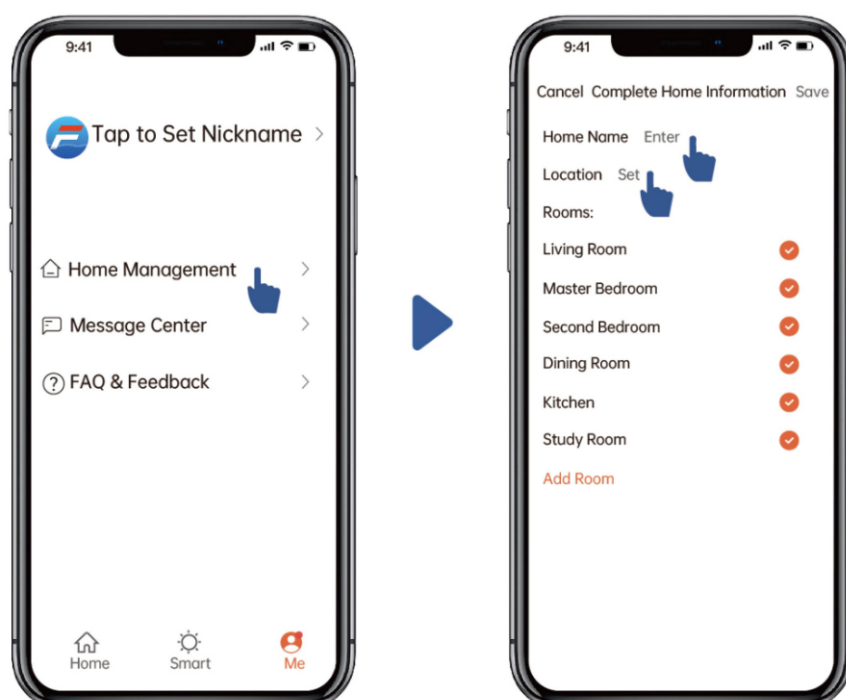 9:41
Tap to Set Nickname
Home Management
Message Center
FAQ & Feedback
Home Smart Me
9:41
Cancel Complete Home Information Save
Home Name Enter
Location Set
Rooms:
Living Room
Master Bedroom
Second Bedroom
Dining Room
Kitchen
Study Room
Add Room